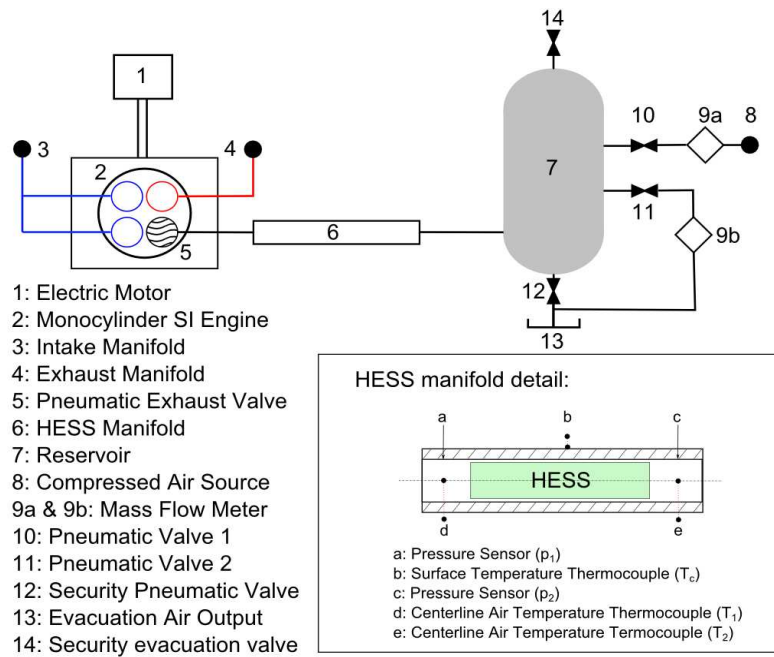 14
1
10
9a
8
3
4
2
7
11
5
6
9b
12
13
1: Electric Motor
2: Monocylinder SI Engine
3: Intake Manifold
4: Exhaust Manifold
5: Pneumatic Exhaust Valve
6: HESS Manifold
7: Reservoir
8: Compressed Air Source
9a & 9b: Mass Flow Meter
10: Pneumatic Valve 1
11: Pneumatic Valve 2
12: Security Pneumatic Valve
13: Evacuation Air Output
14: Security evacuation valve
HESS manifold detail:
a
b
c
HESS
d
e
a: Pressure Sensor (p₁)
b: Surface Temperature Thermocouple (T꜀)
c: Pressure Sensor (p₂)
d: Centerline Air Temperature Thermocouple (T₁)
e: Centerline Air Temperature Termocouple (T₂)